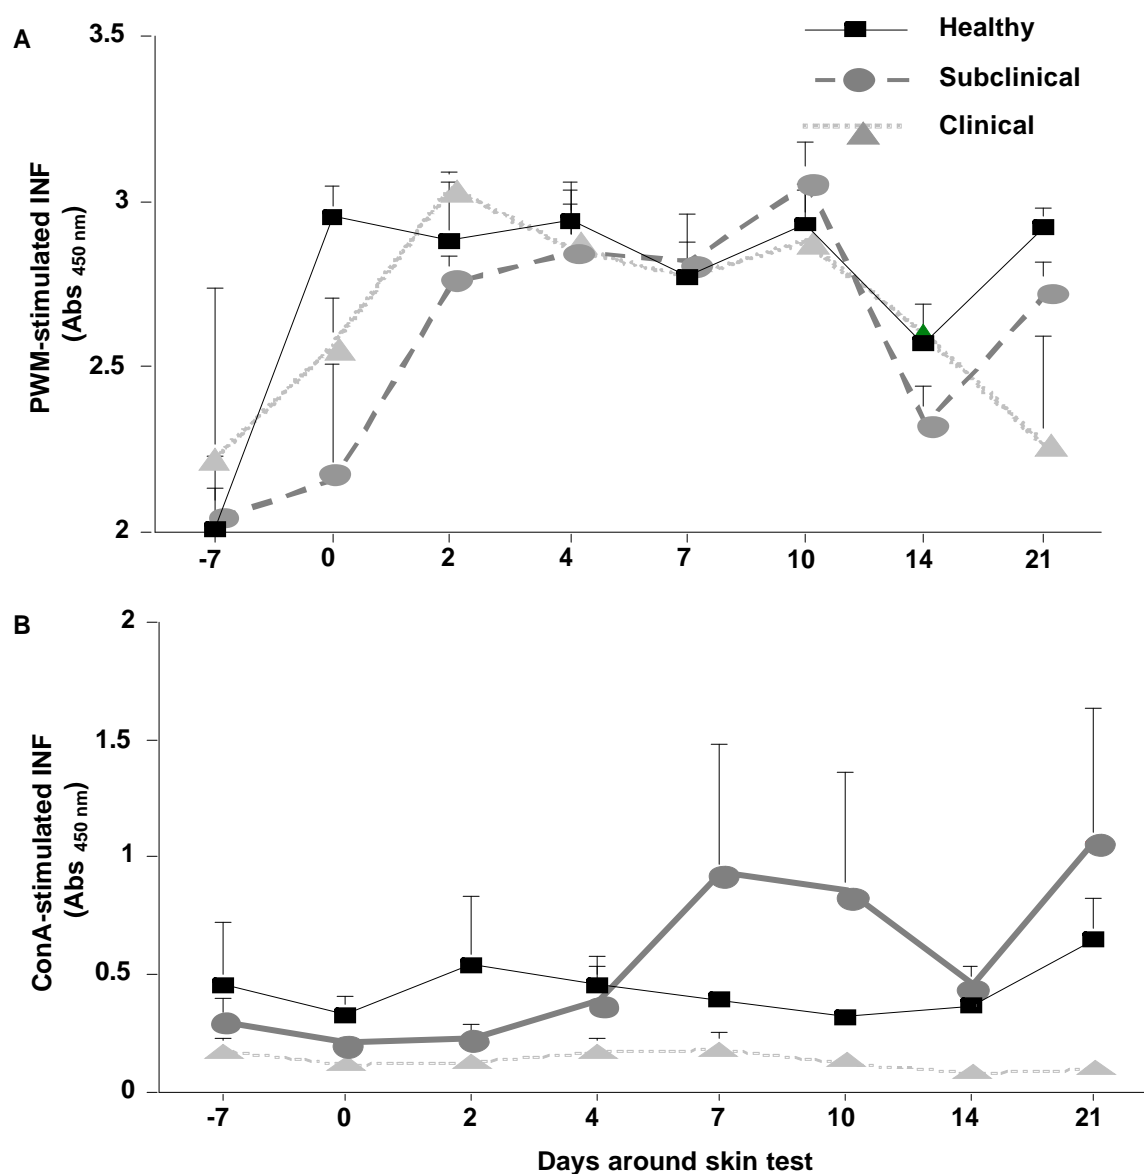 A
3.5
3
2.5
2
PWM-stimulated INF
(Abs 450 nm)
Healthy
Subclinical
Clinical
-7 0 2 4 7 10 14 21
B
2
1.5
1
0.5
0
ConA-stimulated INF
(Abs 450 nm)
-7 0 2 4 7 10 14 21
Days around skin test